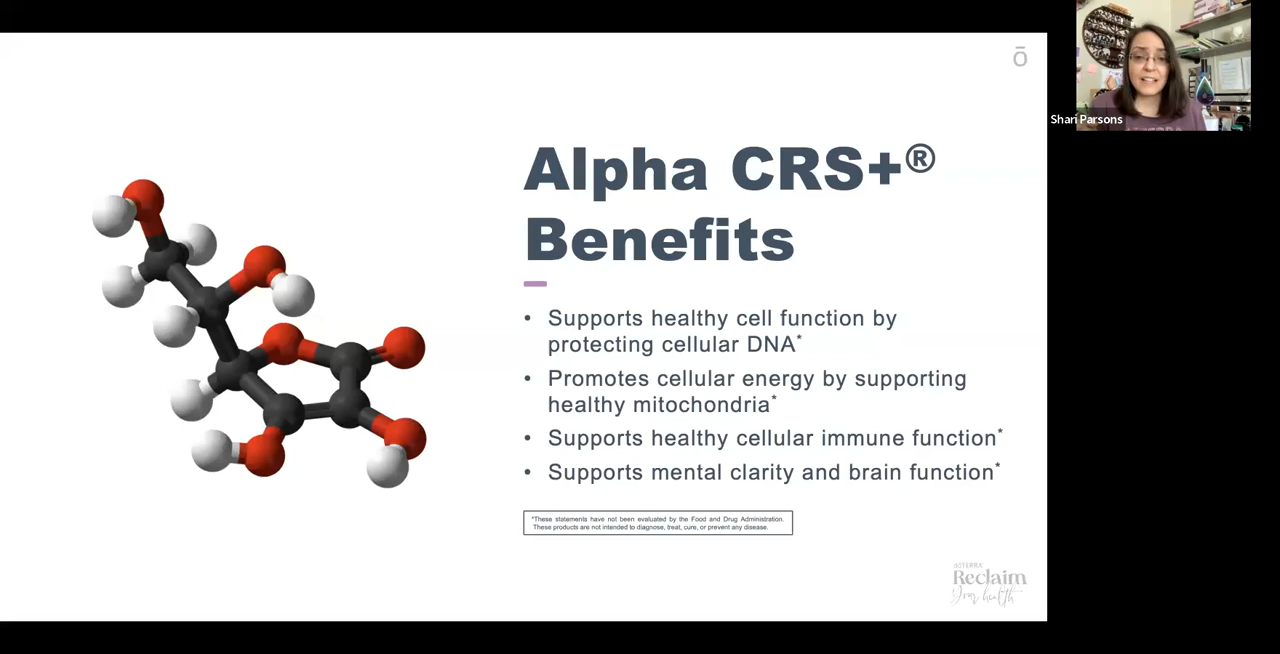 ō
Shari Parsons
Alpha CRS+®
Benefits
• Supports healthy cell function by
protecting cellular DNA*
• Promotes cellular energy by supporting
healthy mitochondria*
• Supports healthy cellular immune function*
• Supports mental clarity and brain function*
*These statements have not been evaluated by the Food and Drug Administration.
These products are not intended to diagnose, treat, cure, or prevent any disease.
dōTERRA
Reclaim
Your health